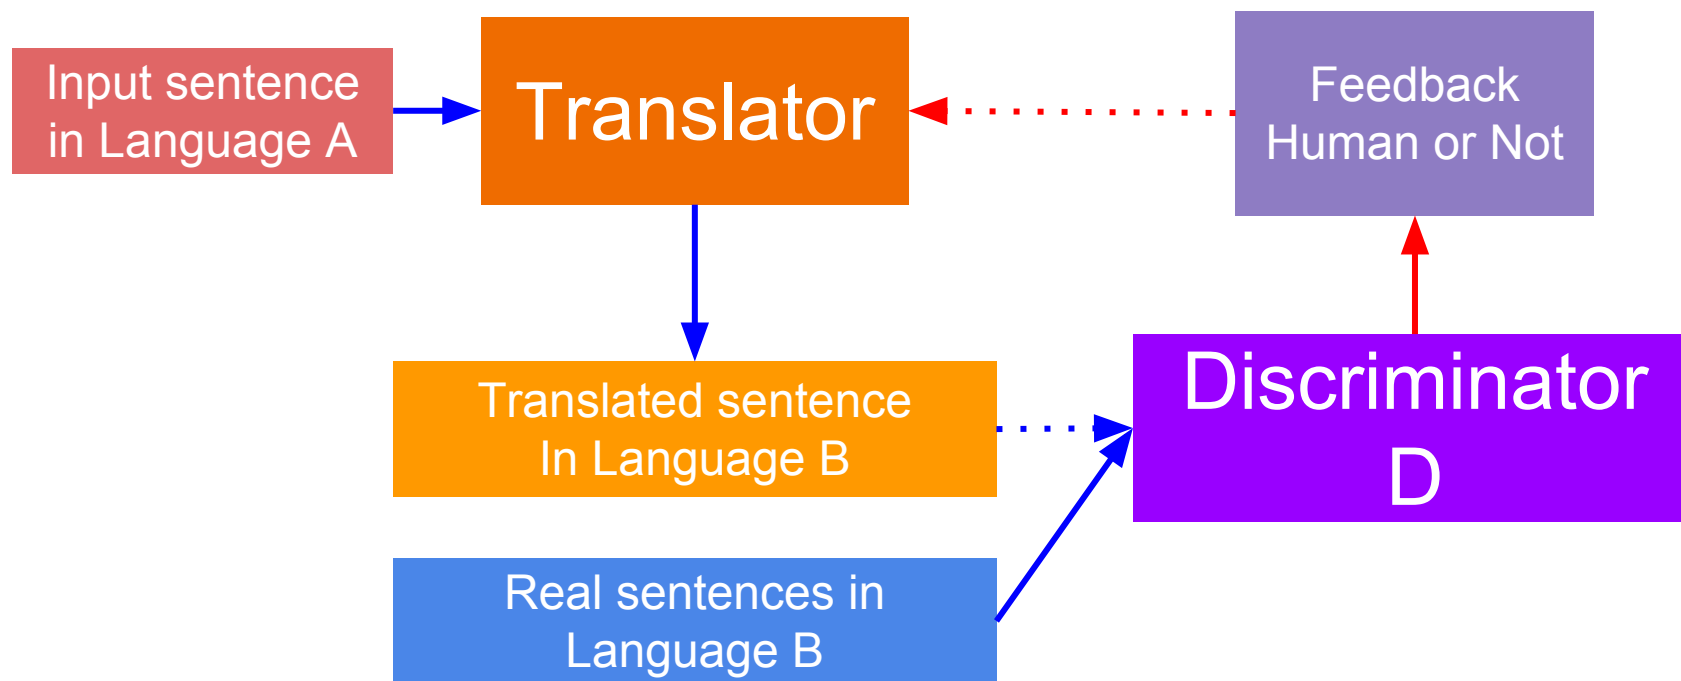 Input sentence
in Language A
Translator
Feedback
Human or Not
Translated sentence
In Language B
Discriminator
D
Real sentences in
Language B